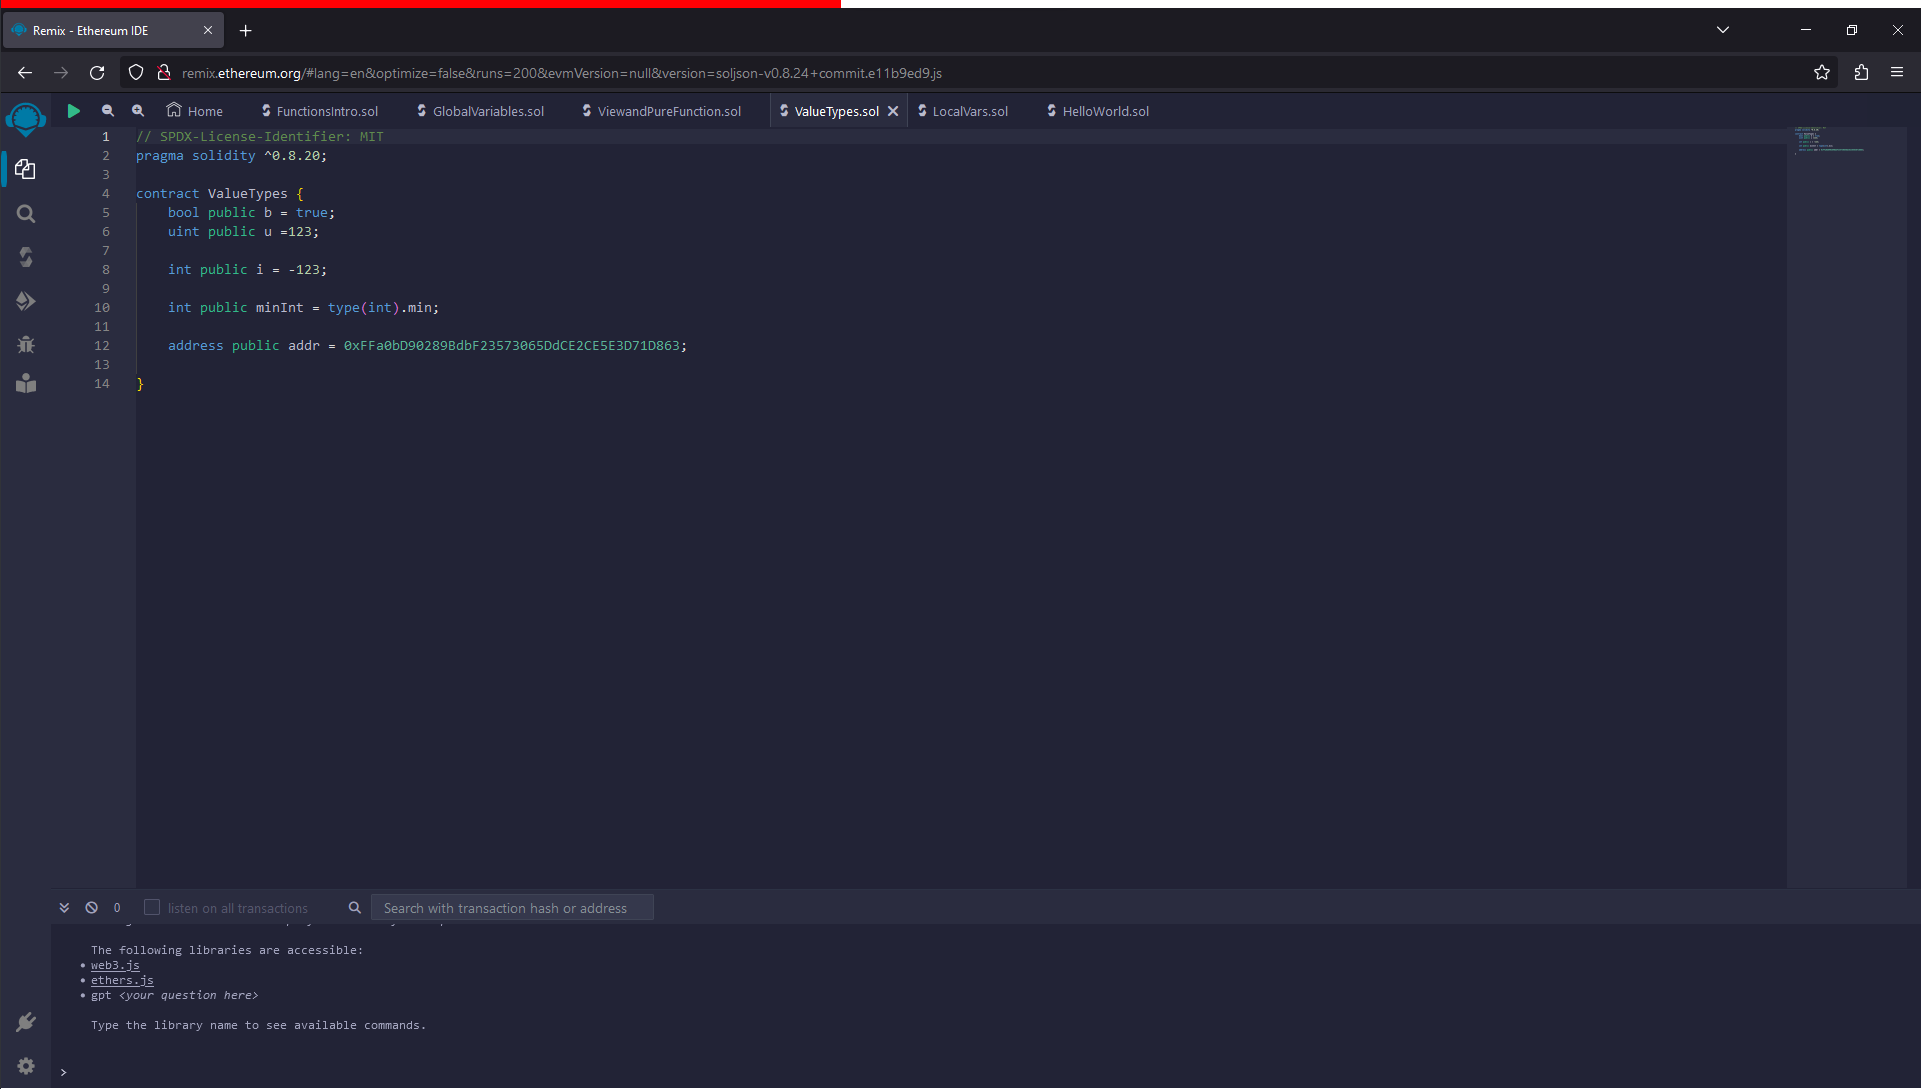 Remix - Ethereum IDE
remix.ethereum.org/#lang=en&optimize=false&runs=200&evmVersion=null&version=soljson-v0.8.24+commit.e11b9ed9.js
Home FunctionsIntro.sol GlobalVariables.sol ViewandPureFunction.sol ValueTypes.sol LocalVars.sol HelloWorld.sol
1 // SPDX-License-Identifier: MIT
2 pragma solidity ^0.8.20;
3
4 contract ValueTypes {
5 bool public b = true;
6 uint public u =123;
7
8 int public i = -123;
9
10 int public minInt = type(int).min;
11
12 address public addr = 0xFFa0bD90289BdbF23573065DdCE2CE5E3D71D863;
13
14 }
0 listen on all transactions Search with transaction hash or address
The following libraries are accessible:
• web3.js
• ethers.js
• gpt <your question here>
Type the library name to see available commands.
>